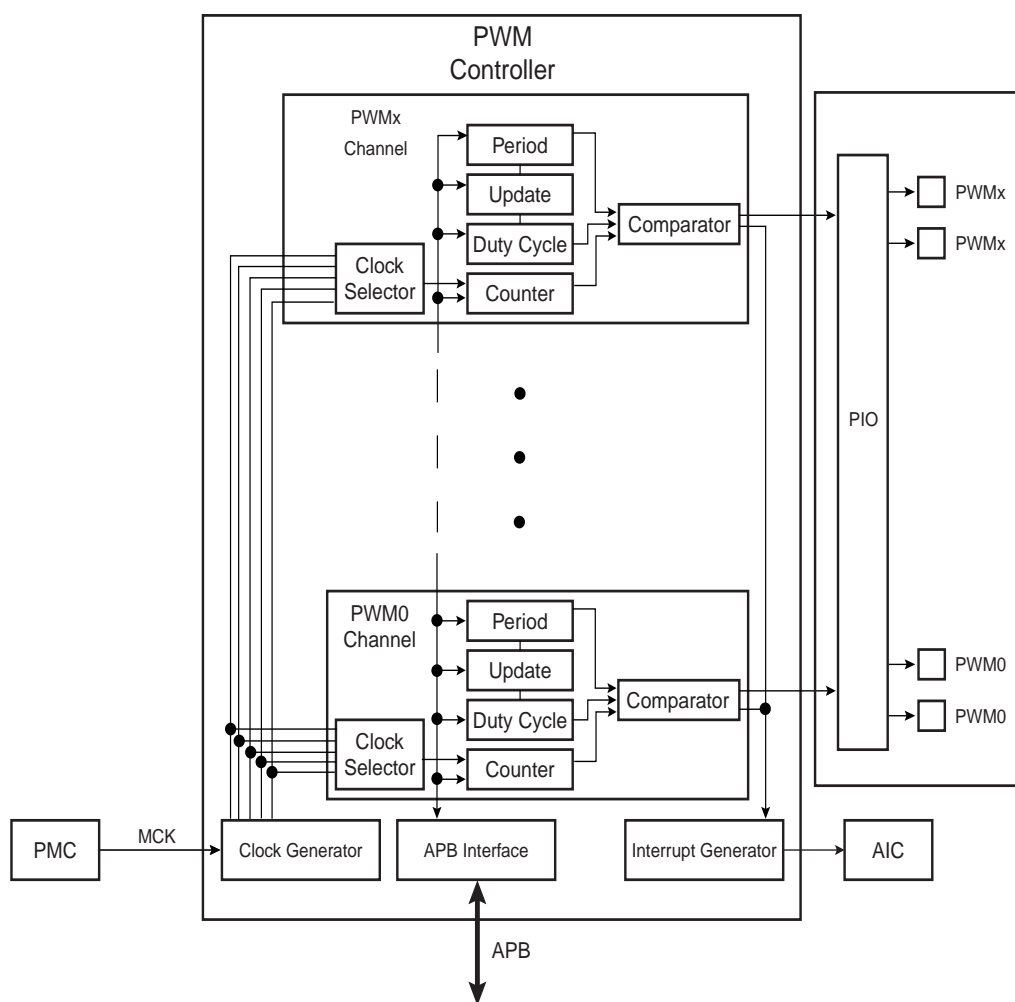 PWM
Controller
PWMx
Channel
Period
Update
Duty Cycle
Comparator
Clock
Selector
Counter
PWMx
PWMx
PIO
PWM0
Channel
Period
Update
Duty Cycle
Comparator
Clock
Selector
Counter
PWM0
PWM0
PMC
MCK
Clock Generator
APB Interface
Interrupt Generator
AIC
APB